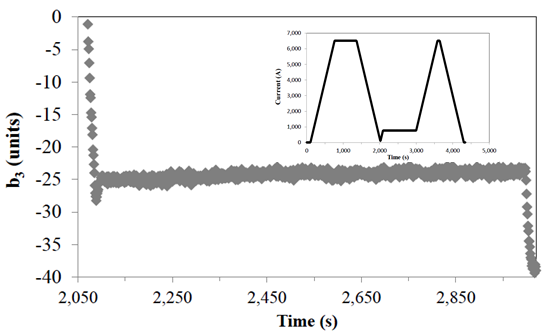 0
-5
-10
-15
-20
-25
-30
-35
-40
b3 (units)
2,050 2,250 2,450 2,650 2,850
Time (s)
7,000
6,000
5,000
4,000
3,000
2,000
1,000
0
Current (A)
0 1,000 2,000 3,000 4,000 5,000
Time (s)